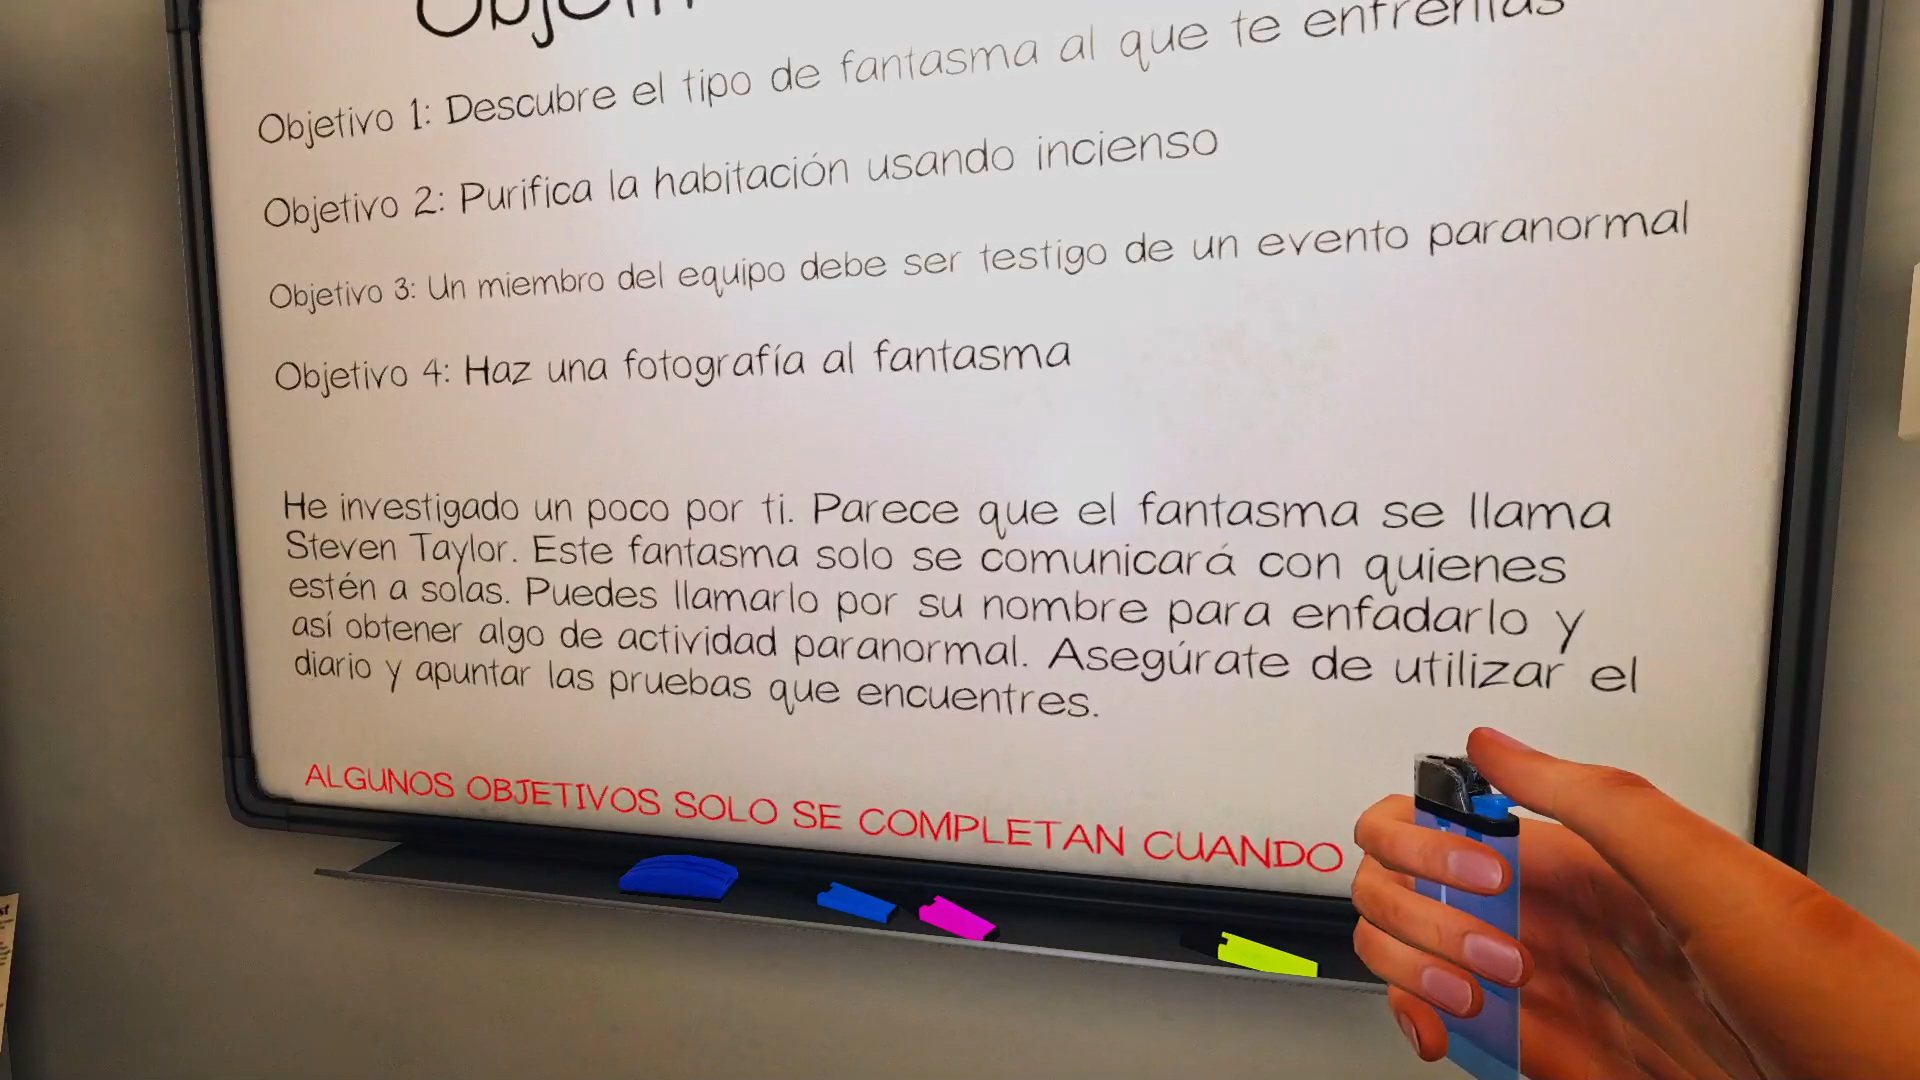 Objetivo 1: Descubre el tipo de fantasma al que te enfrentas
Objetivo 2: Purifica la habitación usando incienso
Objetivo 3: Un miembro del equipo debe ser testigo de un evento paranormal
Objetivo 4: Haz una fotografía al fantasma
He investigado un poco por ti. Parece que el fantasma se llama
Steven Taylor. Este fantasma solo se comunicará con quienes
estén a solas. Puedes llamarlo por su nombre para enfadarlo y
así obtener algo de actividad paranormal. Asegúrate de utilizar el
diario y apuntar las pruebas que encuentres.
ALGUNOS OBJETIVOS SOLO SE COMPLETAN CUANDO